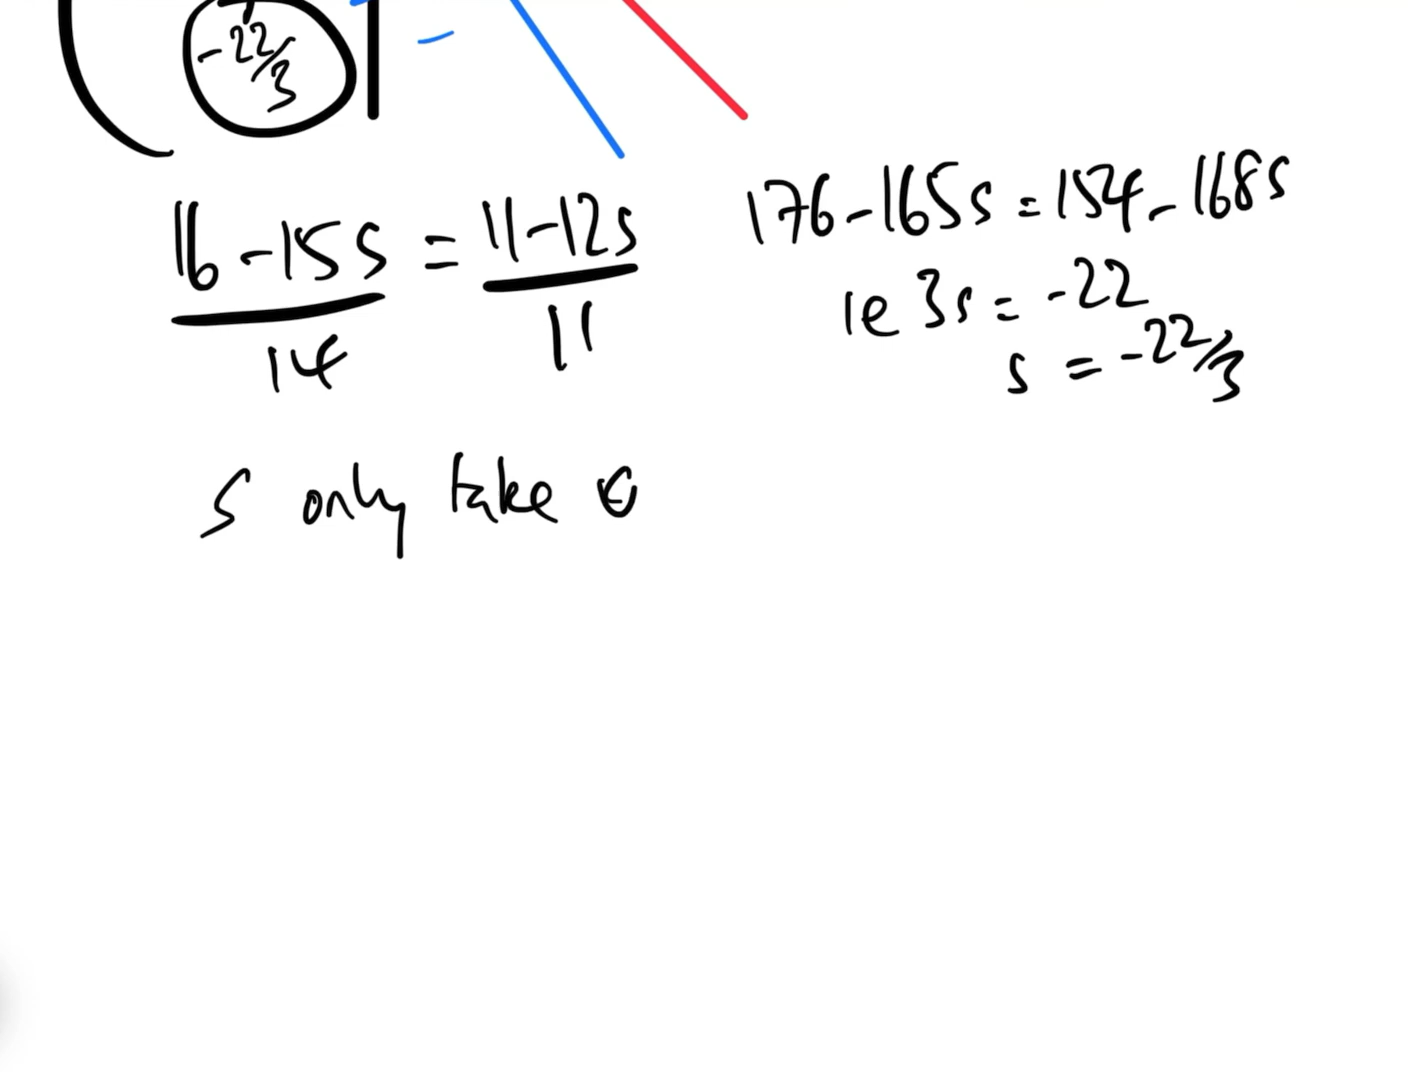 -22/3
16-15s/14 = 11-12s/11
176-165s = 154-168s
ie 3s = -22
s = -22/3
s only take